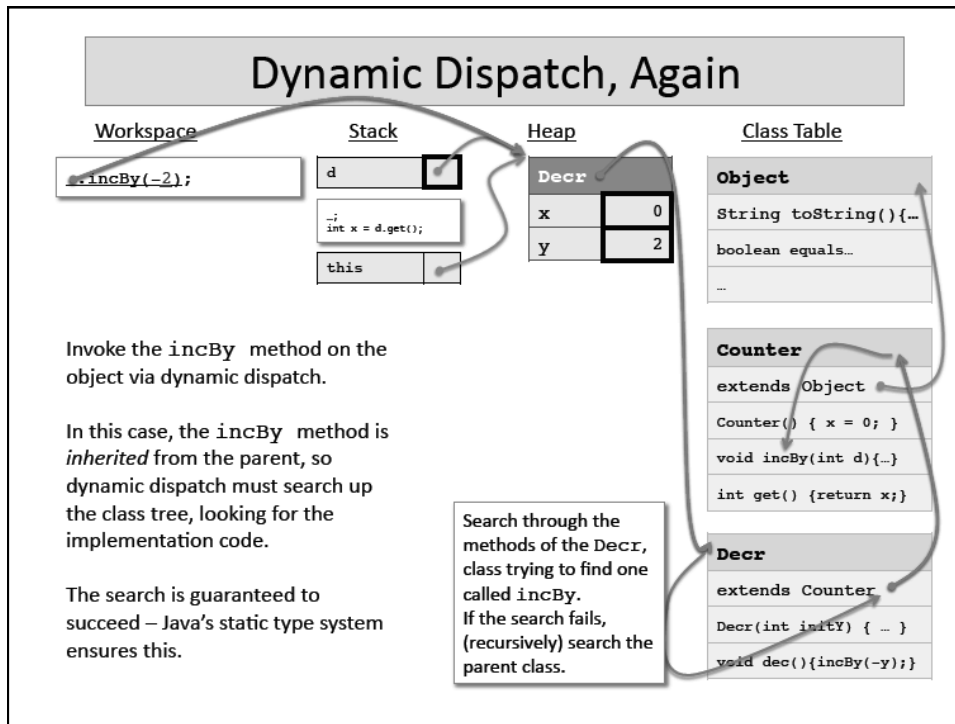 Dynamic Dispatch, Again
Workspace
Stack
Heap
Class Table
.incBy(-2);
d
…;
int x = d.get();
this
Decr
x 0
y 2
Object
String toString(){…
boolean equals…
…
Counter
extends Object
Counter() { x = 0; }
void incBy(int d){…}
int get() {return x;}
Decr
extends Counter
Decr(int initY) { … }
void dec(){incBy(-y);}
Invoke the incBy method on the
object via dynamic dispatch.
In this case, the incBy method is
inherited from the parent, so
dynamic dispatch must search up
the class tree, looking for the
implementation code.
The search is guaranteed to
succeed – Java's static type system
ensures this.
Search through the
methods of the Decr,
class trying to find one
called incBy.
If the search fails,
(recursively) search the
parent class.